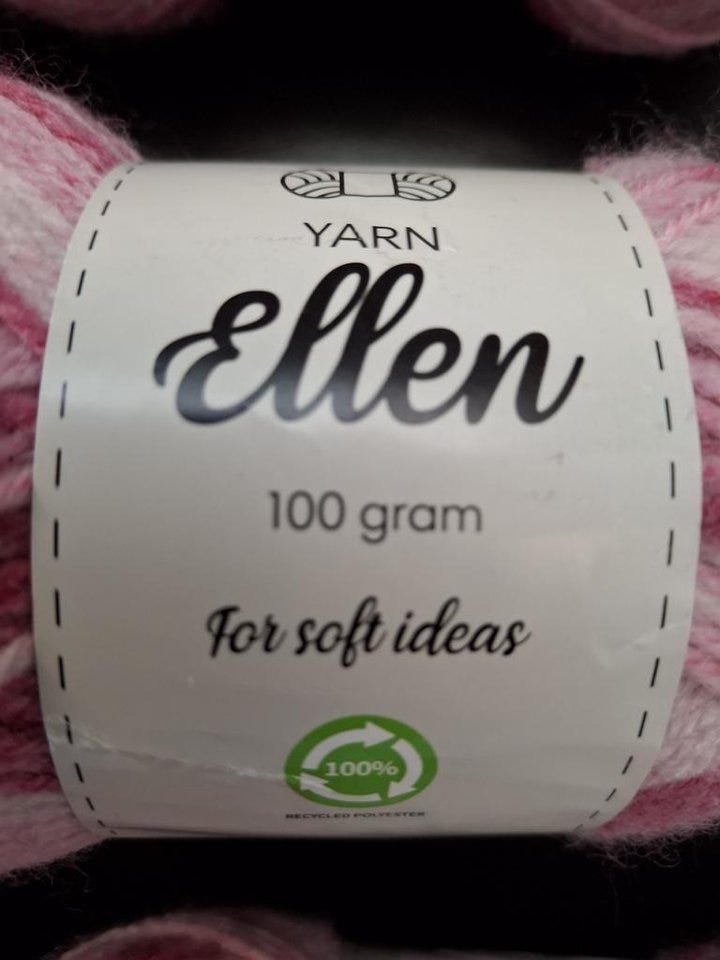 YARN
Ellen
100 gram
For soft ideas
100%
RECYCLED POLYESTER